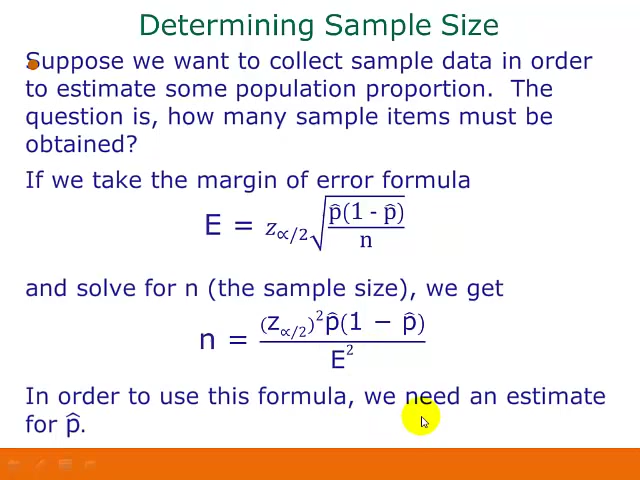 Determining Sample Size
Suppose we want to collect sample data in order
to estimate some population proportion.  The
question is, how many sample items must be
obtained?
If we take the margin of error formula
E = z∝/2 √(p̂(1 - p̂)/n)
and solve for n (the sample size), we get
n = (z∝/2)²p̂(1 − p̂)/E²
In order to use this formula, we need an estimate
for p̂.